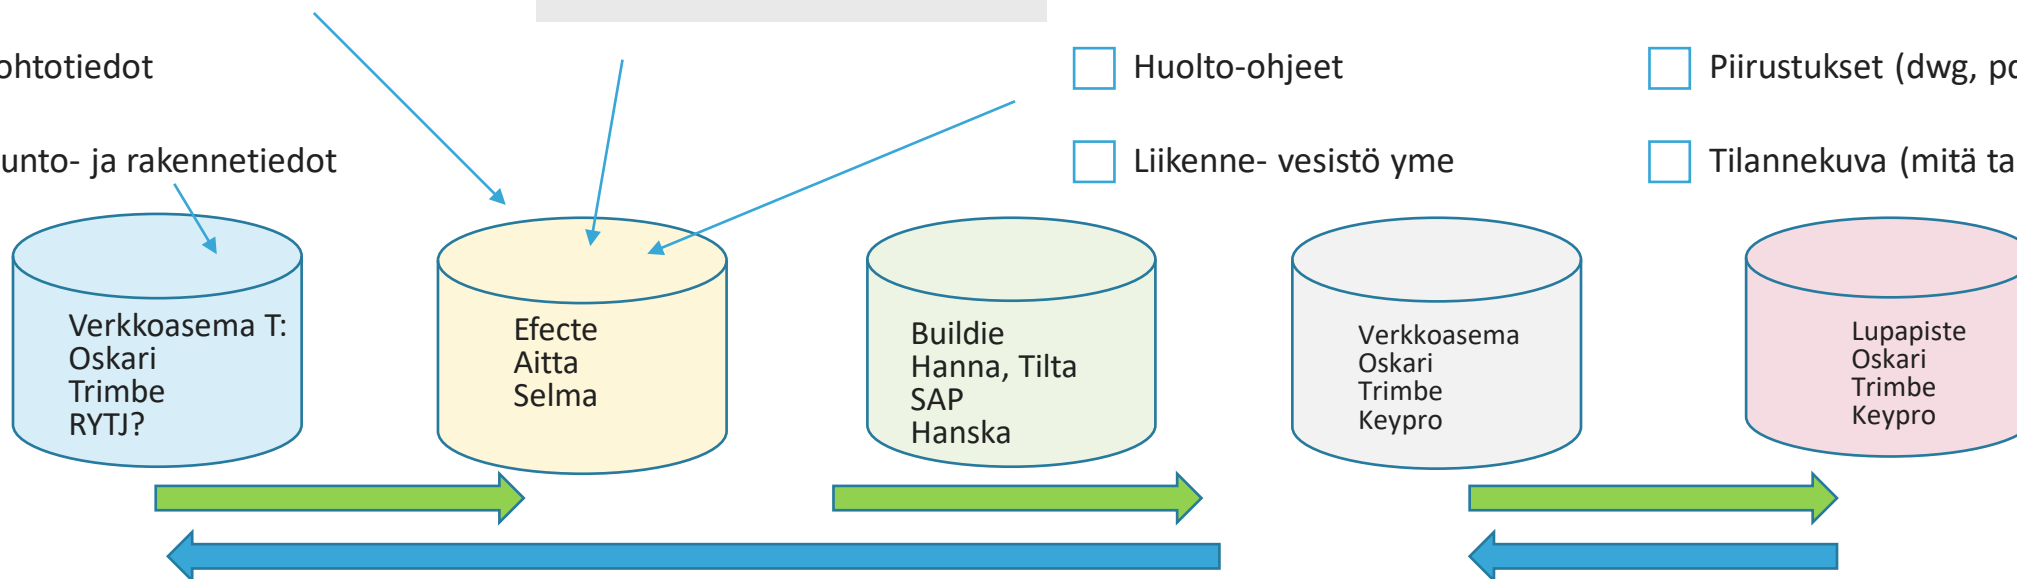 ohtotiedot
Huolto-ohjeet
Piirustukset (dwg, pd
unto- ja rakennetiedot
Liikenne- vesistö yme
Tilannekuva (mitä ta
Verkkoasema T:
Oskari
Trimbe
RYTJ?
Efecte
Aitta
Selma
Buildie
Hanna, Tilta
SAP
Hanska
Verkkoasema
Oskari
Trimbe
Keypro
Lupapiste
Oskari
Trimbe
Keypro